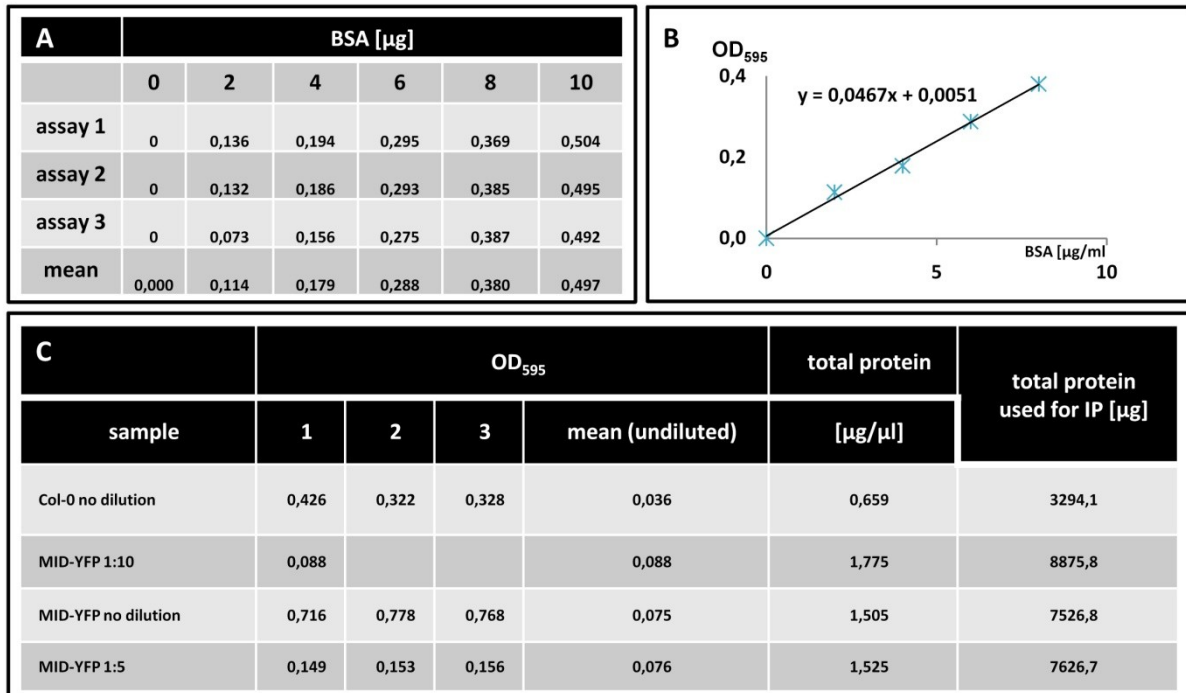 A BSA [µg]
0 2 4 6 8 10
assay 1 0 0,136 0,194 0,295 0,369 0,504
assay 2 0 0,132 0,186 0,293 0,385 0,495
assay 3 0 0,073 0,156 0,275 0,387 0,492
mean 0,000 0,114 0,179 0,288 0,380 0,497
B
OD595
0,4
y = 0,0467x + 0,0051
0,2
0,0
BSA [µg/ml
0 5 10
C OD595 total protein total protein
used for IP [µg]
sample 1 2 3 mean (undiluted) [µg/µl]
Col-0 no dilution 0,426 0,322 0,328 0,036 0,659 3294,1
MID-YFP 1:10 0,088 0,088 1,775 8875,8
MID-YFP no dilution 0,716 0,778 0,768 0,075 1,505 7526,8
MID-YFP 1:5 0,149 0,153 0,156 0,076 1,525 7626,7